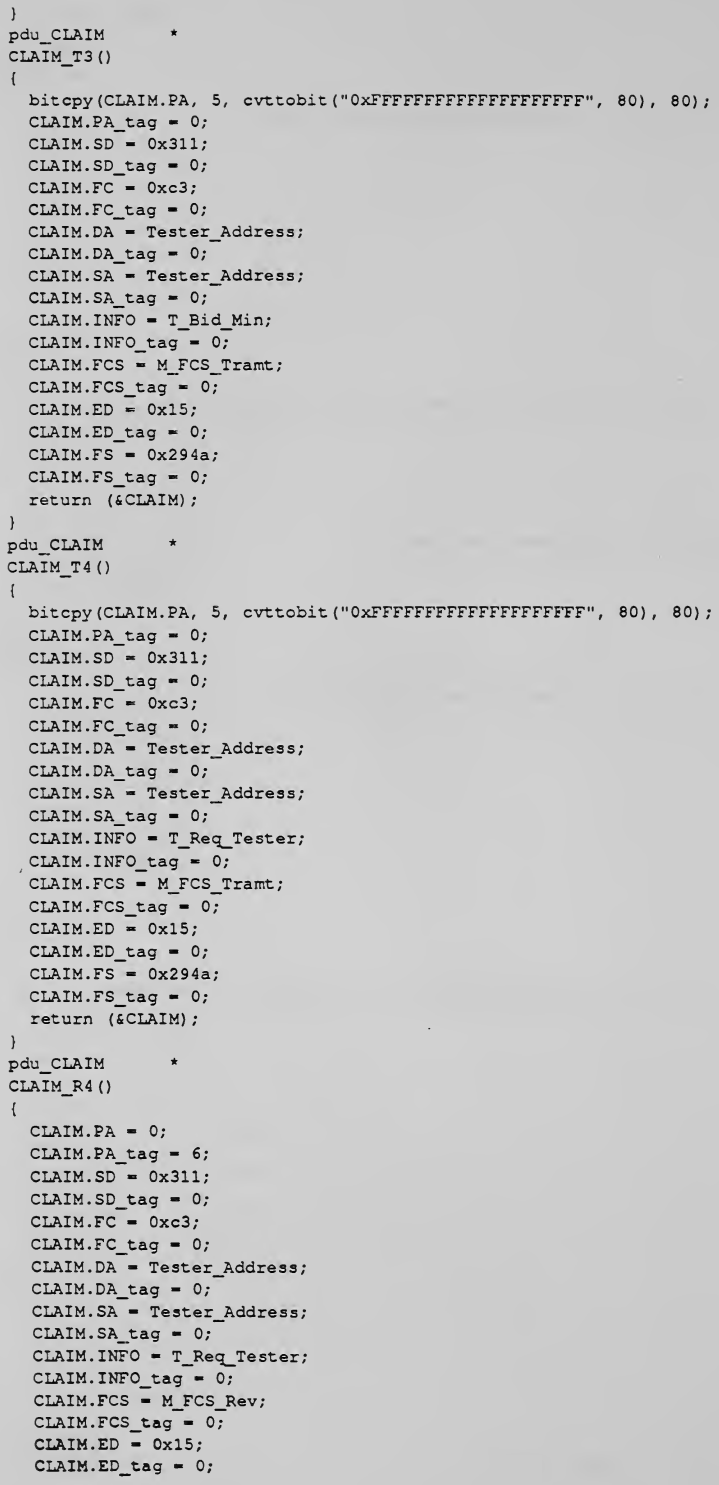 }
pdu_CLAIM *
CLAIM_T3()
{
bitcpy(CLAIM.PA, 5, cvttobit("0xFFFFFFFFFFFFFFFFFFFF", 80), 80);
CLAIM.PA_tag = 0;
CLAIM.SD = 0x311;
CLAIM.SD_tag = 0;
CLAIM.FC = 0xc3;
CLAIM.FC_tag = 0;
CLAIM.DA = Tester_Address;
CLAIM.DA_tag = 0;
CLAIM.SA = Tester_Address;
CLAIM.SA_tag = 0;
CLAIM.INFO = T_Bid_Min;
CLAIM.INFO_tag = 0;
CLAIM.FCS = M_FCS_Tramt;
CLAIM.FCS_tag = 0;
CLAIM.ED = 0x15;
CLAIM.ED_tag = 0;
CLAIM.FS = 0x294a;
CLAIM.FS_tag = 0;
return (&CLAIM);
}
pdu_CLAIM *
CLAIM_T4()
{
bitcpy(CLAIM.PA, 5, cvttobit("0xFFFFFFFFFFFFFFFFFFFF", 80), 80);
CLAIM.PA_tag = 0;
CLAIM.SD = 0x311;
CLAIM.SD_tag = 0;
CLAIM.FC = 0xc3;
CLAIM.FC_tag = 0;
CLAIM.DA = Tester_Address;
CLAIM.DA_tag = 0;
CLAIM.SA = Tester_Address;
CLAIM.SA_tag = 0;
CLAIM.INFO = T_Req_Tester;
CLAIM.INFO_tag = 0;
CLAIM.FCS = M_FCS_Tramt;
CLAIM.FCS_tag = 0;
CLAIM.ED = 0x15;
CLAIM.ED_tag = 0;
CLAIM.FS = 0x294a;
CLAIM.FS_tag = 0;
return (&CLAIM);
}
pdu_CLAIM *
CLAIM_R4()
{
CLAIM.PA = 0;
CLAIM.PA_tag = 6;
CLAIM.SD = 0x311;
CLAIM.SD_tag = 0;
CLAIM.FC = 0xc3;
CLAIM.FC_tag = 0;
CLAIM.DA = Tester_Address;
CLAIM.DA_tag = 0;
CLAIM.SA = Tester_Address;
CLAIM.SA_tag = 0;
CLAIM.INFO = T_Req_Tester;
CLAIM.INFO_tag = 0;
CLAIM.FCS = M_FCS_Rev;
CLAIM.FCS_tag = 0;
CLAIM.ED = 0x15;
CLAIM.ED_tag = 0;